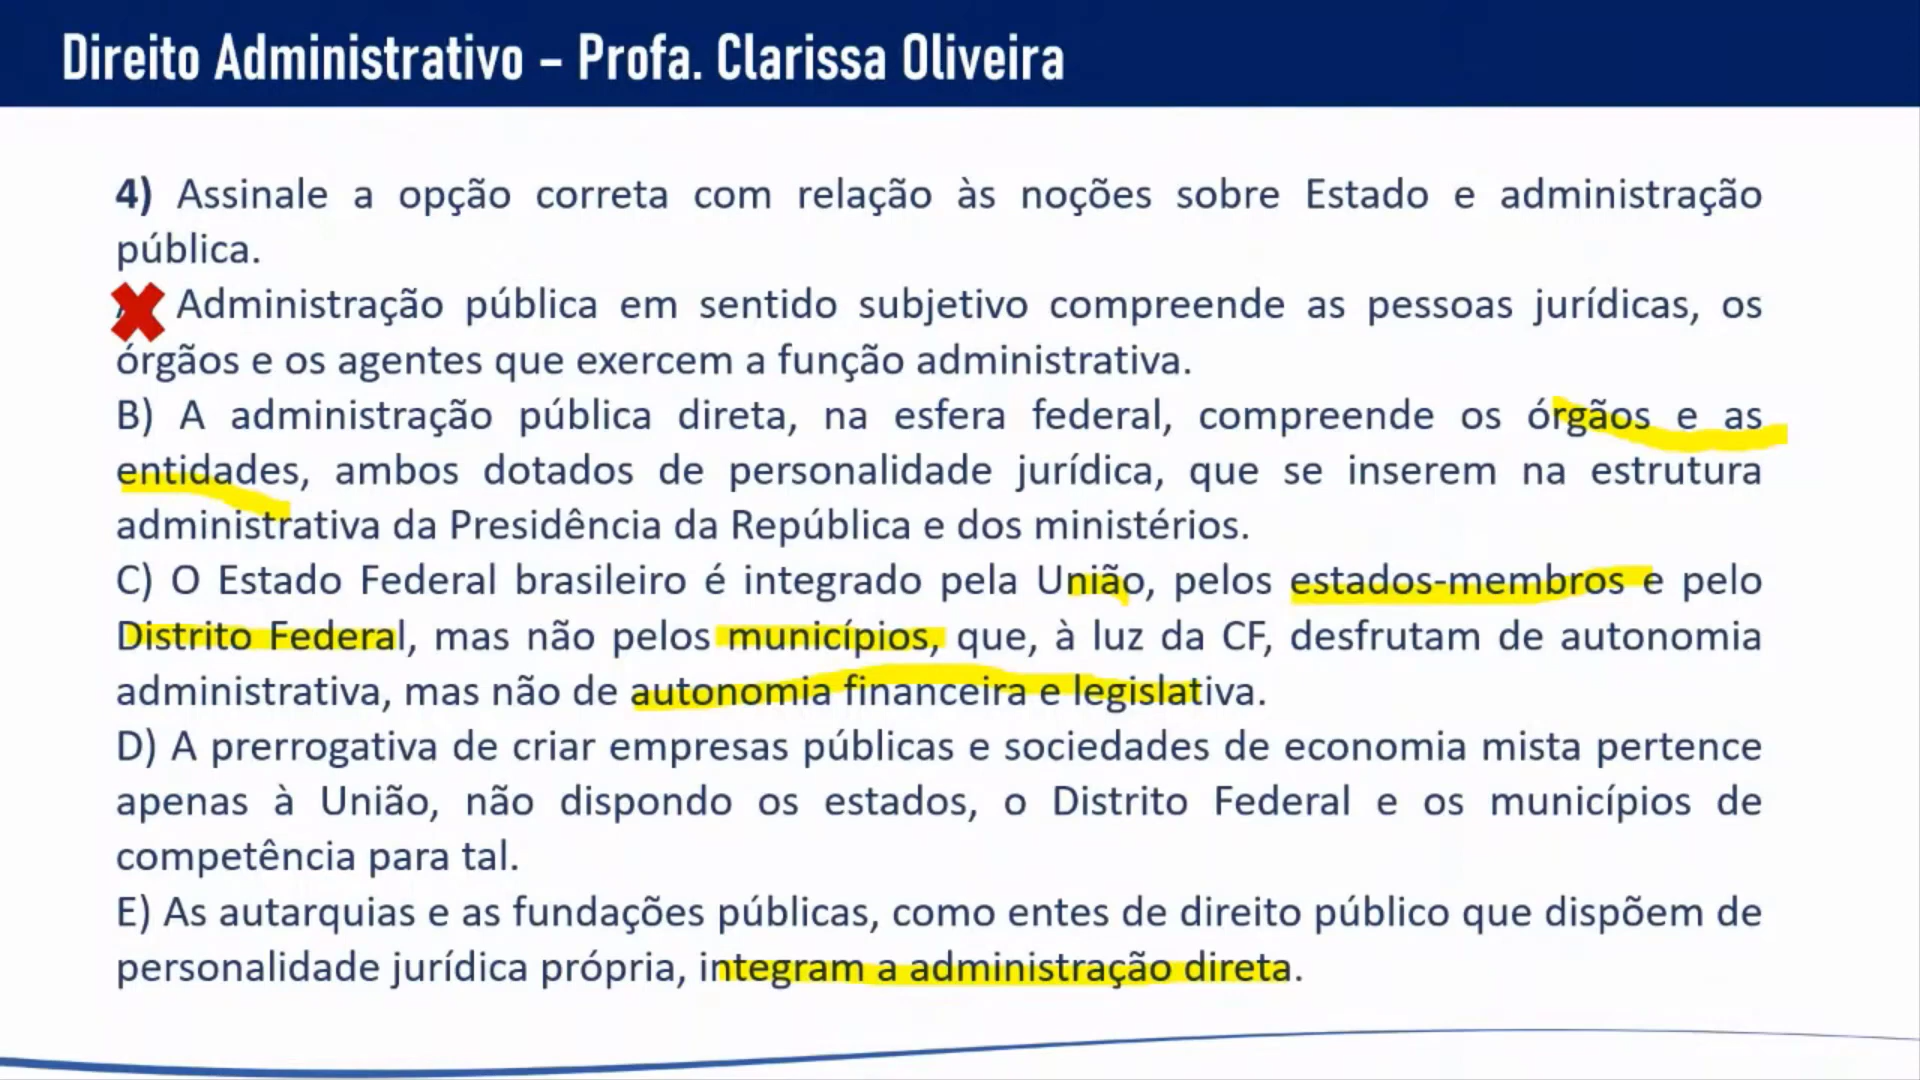 Direito Administrativo – Profa. Clarissa Oliveira
4) Assinale a opção correta com relação às noções sobre Estado e administração
pública.
Administração pública em sentido subjetivo compreende as pessoas jurídicas, os
órgãos e os agentes que exercem a função administrativa.
B) A administração pública direta, na esfera federal, compreende os órgãos e as
entidades, ambos dotados de personalidade jurídica, que se inserem na estrutura
administrativa da Presidência da República e dos ministérios.
C) O Estado Federal brasileiro é integrado pela União, pelos estados-membros e pelo
Distrito Federal, mas não pelos municípios, que, à luz da CF, desfrutam de autonomia
administrativa, mas não de autonomia financeira e legislativa.
D) A prerrogativa de criar empresas públicas e sociedades de economia mista pertence
apenas à União, não dispondo os estados, o Distrito Federal e os municípios de
competência para tal.
E) As autarquias e as fundações públicas, como entes de direito público que dispõem de
personalidade jurídica própria, integram a administração direta.